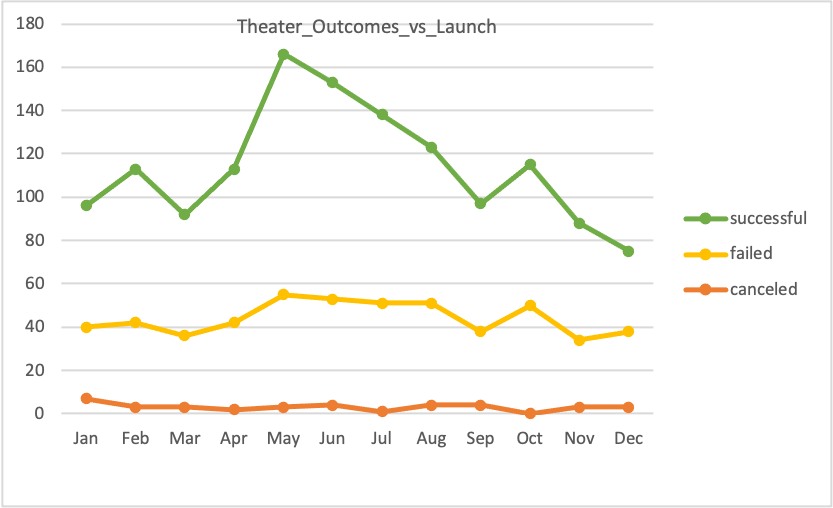 Theater_Outcomes_vs_Launch
180
160
140
120
100
80
60
40
20
0
Jan Feb Mar Apr May Jun Jul Aug Sep Oct Nov Dec
successful
failed
canceled